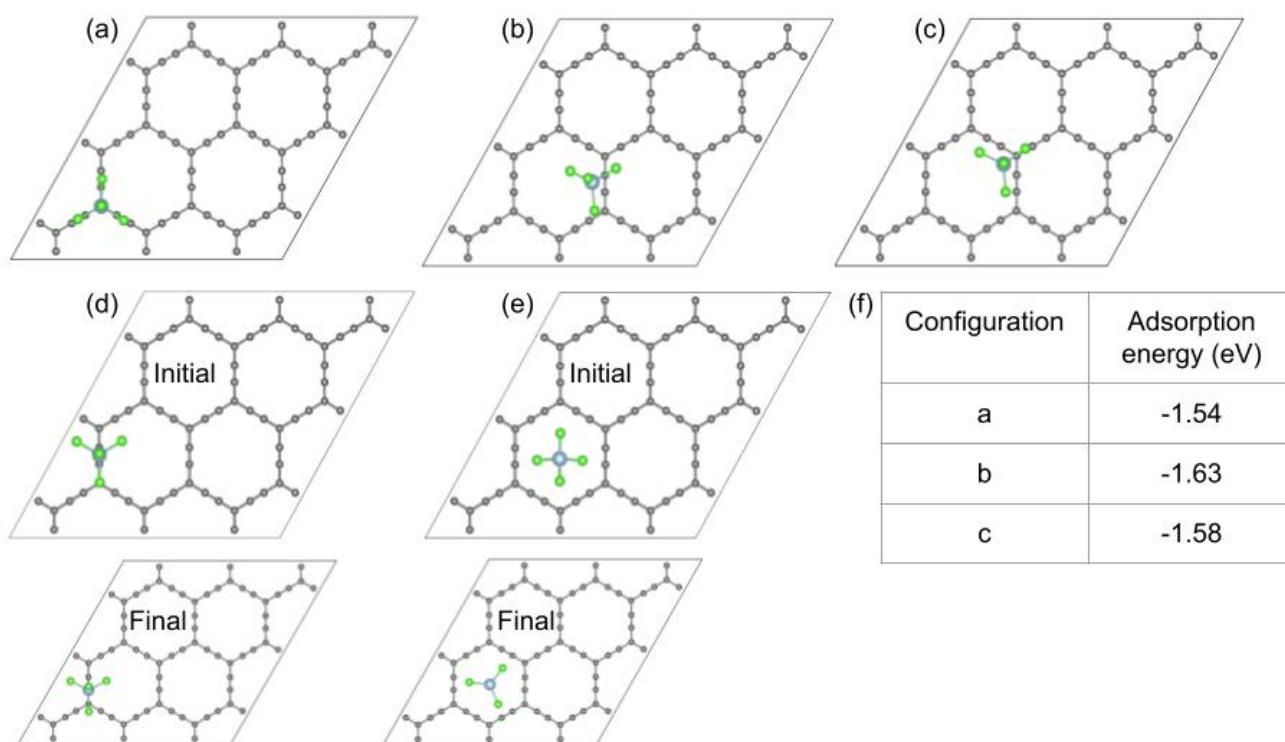 (a)
(b)
(c)
(d)
Initial
(e)
Initial
(f)
Configuration
Adsorption
energy (eV)
a
-1.54
b
-1.63
c
-1.58
Final
Final